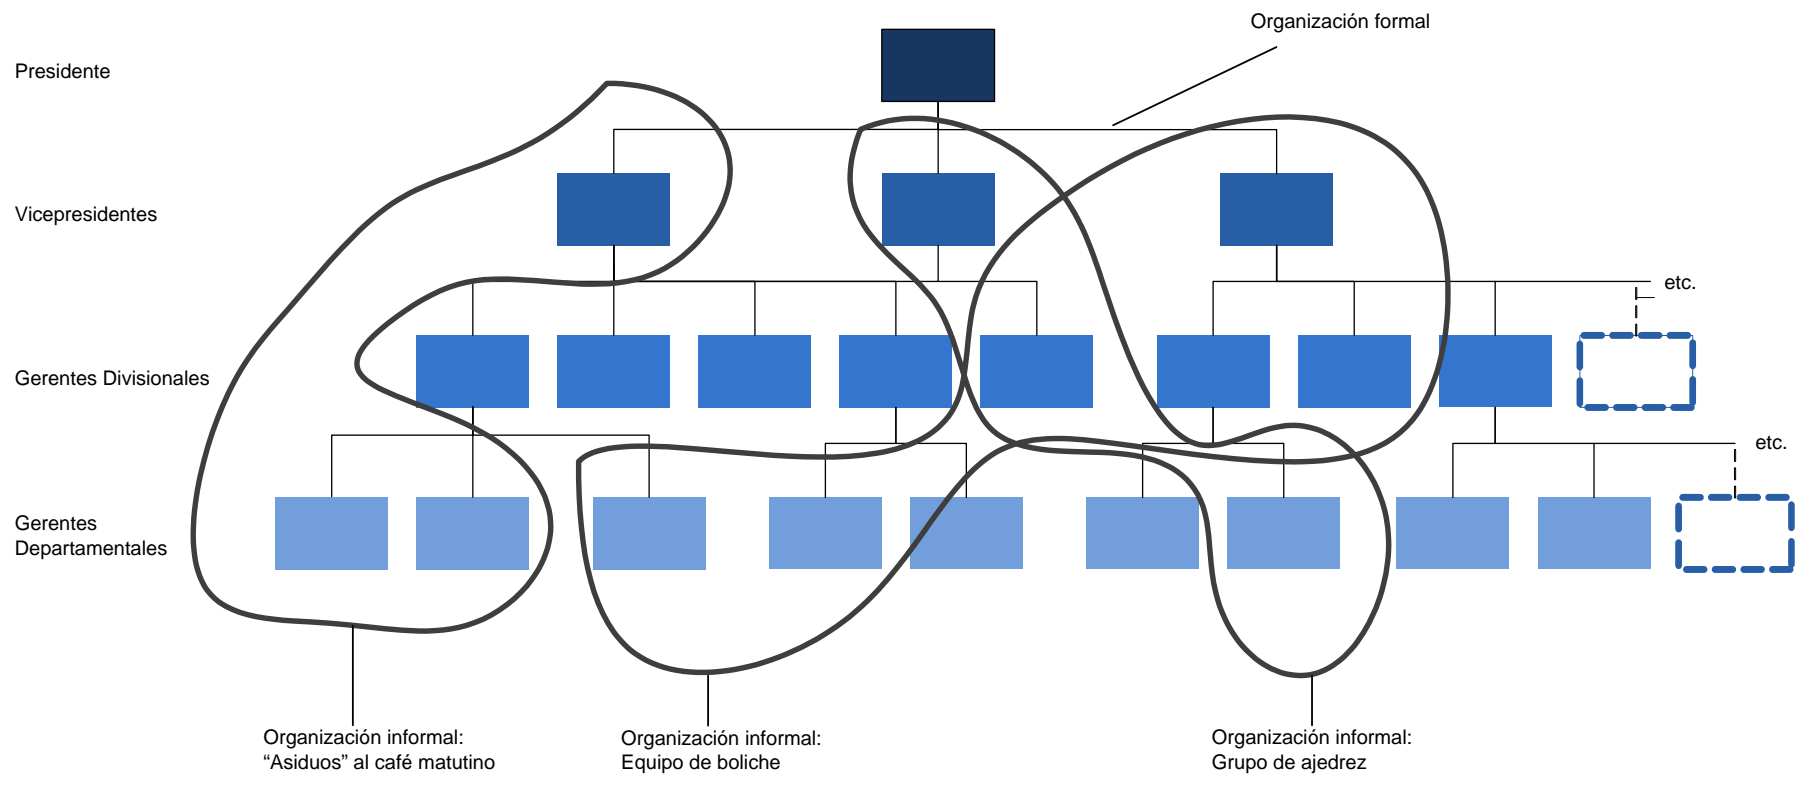 Organización formal
Presidente
Vicepresidentes
etc.
Gerentes Divisionales
etc.
Gerentes
Departamentales
Organización informal:
“Asiduos” al café matutino
Organización informal:
Equipo de boliche
Organización informal:
Grupo de ajedrez